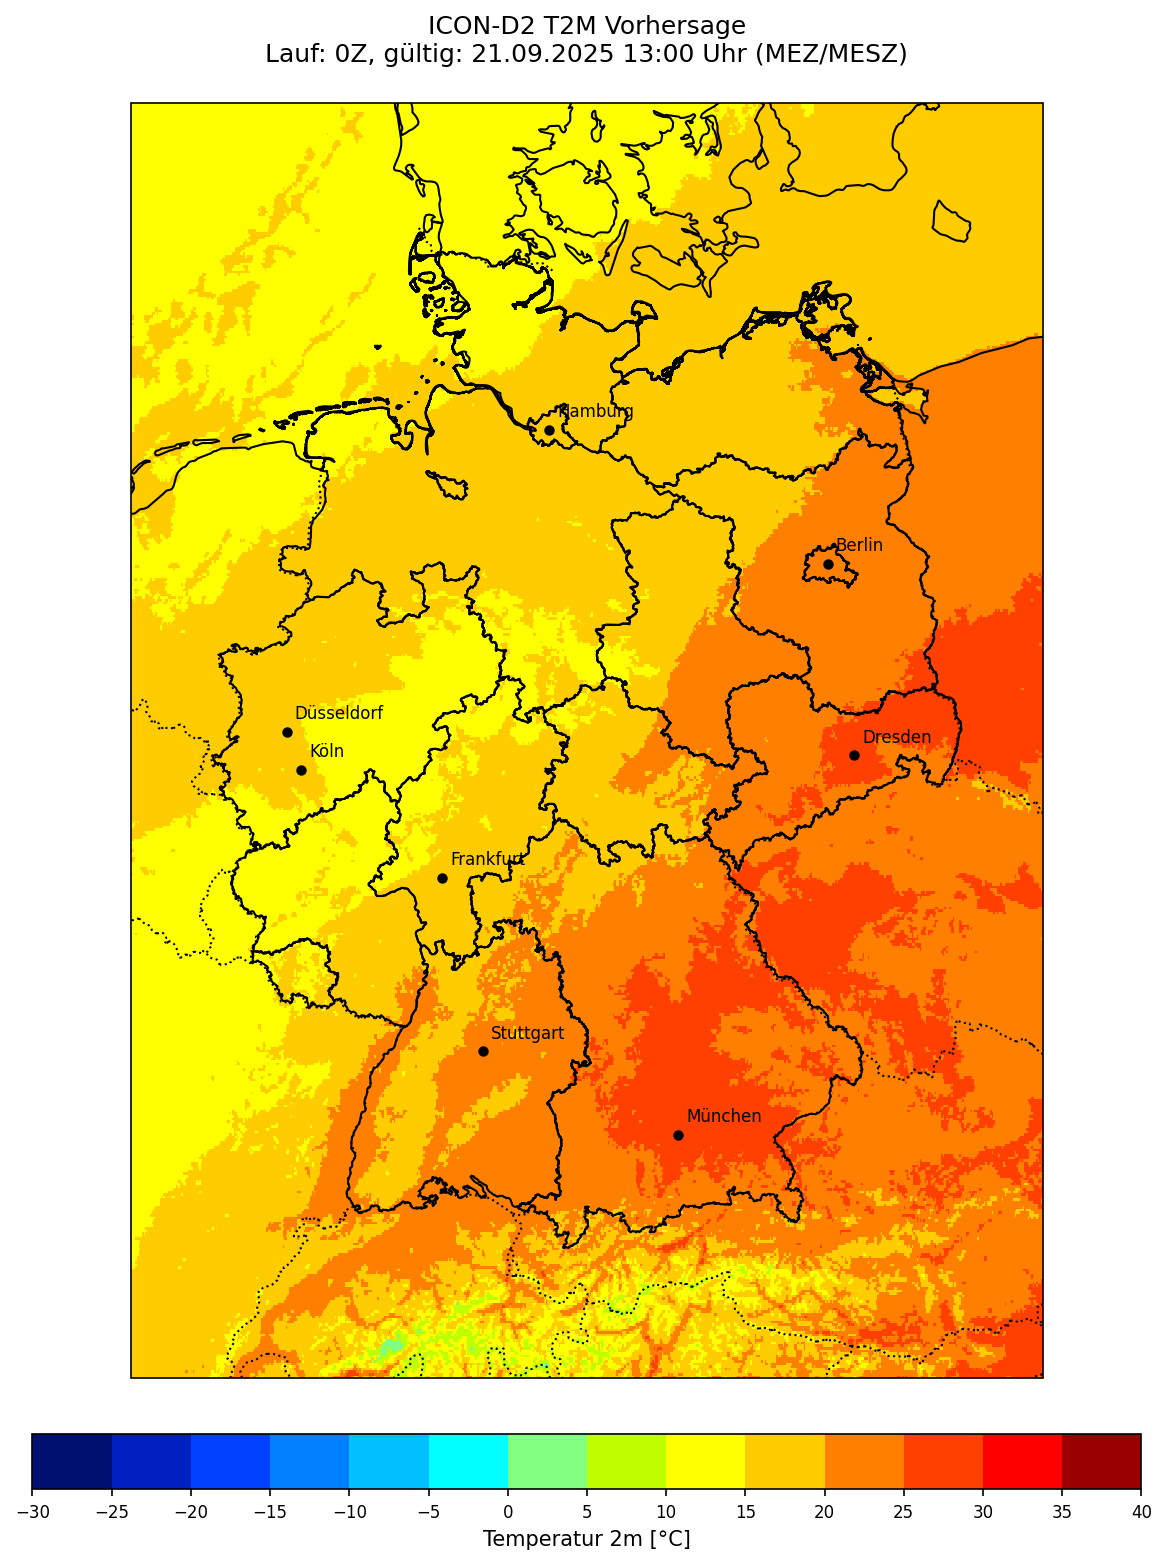 ICON-D2 T2M Vorhersage
Lauf: 0Z, gültig: 21.09.2025 13:00 Uhr (MEZ/MESZ)
Hamburg
Berlin
Düsseldorf
Dresden
Köln
Frankfurt
Stuttgart
München
−30 −25 −20 −15 −10 −5 0 5 10 15 20 25 30 35 40
Temperatur 2m [°C]